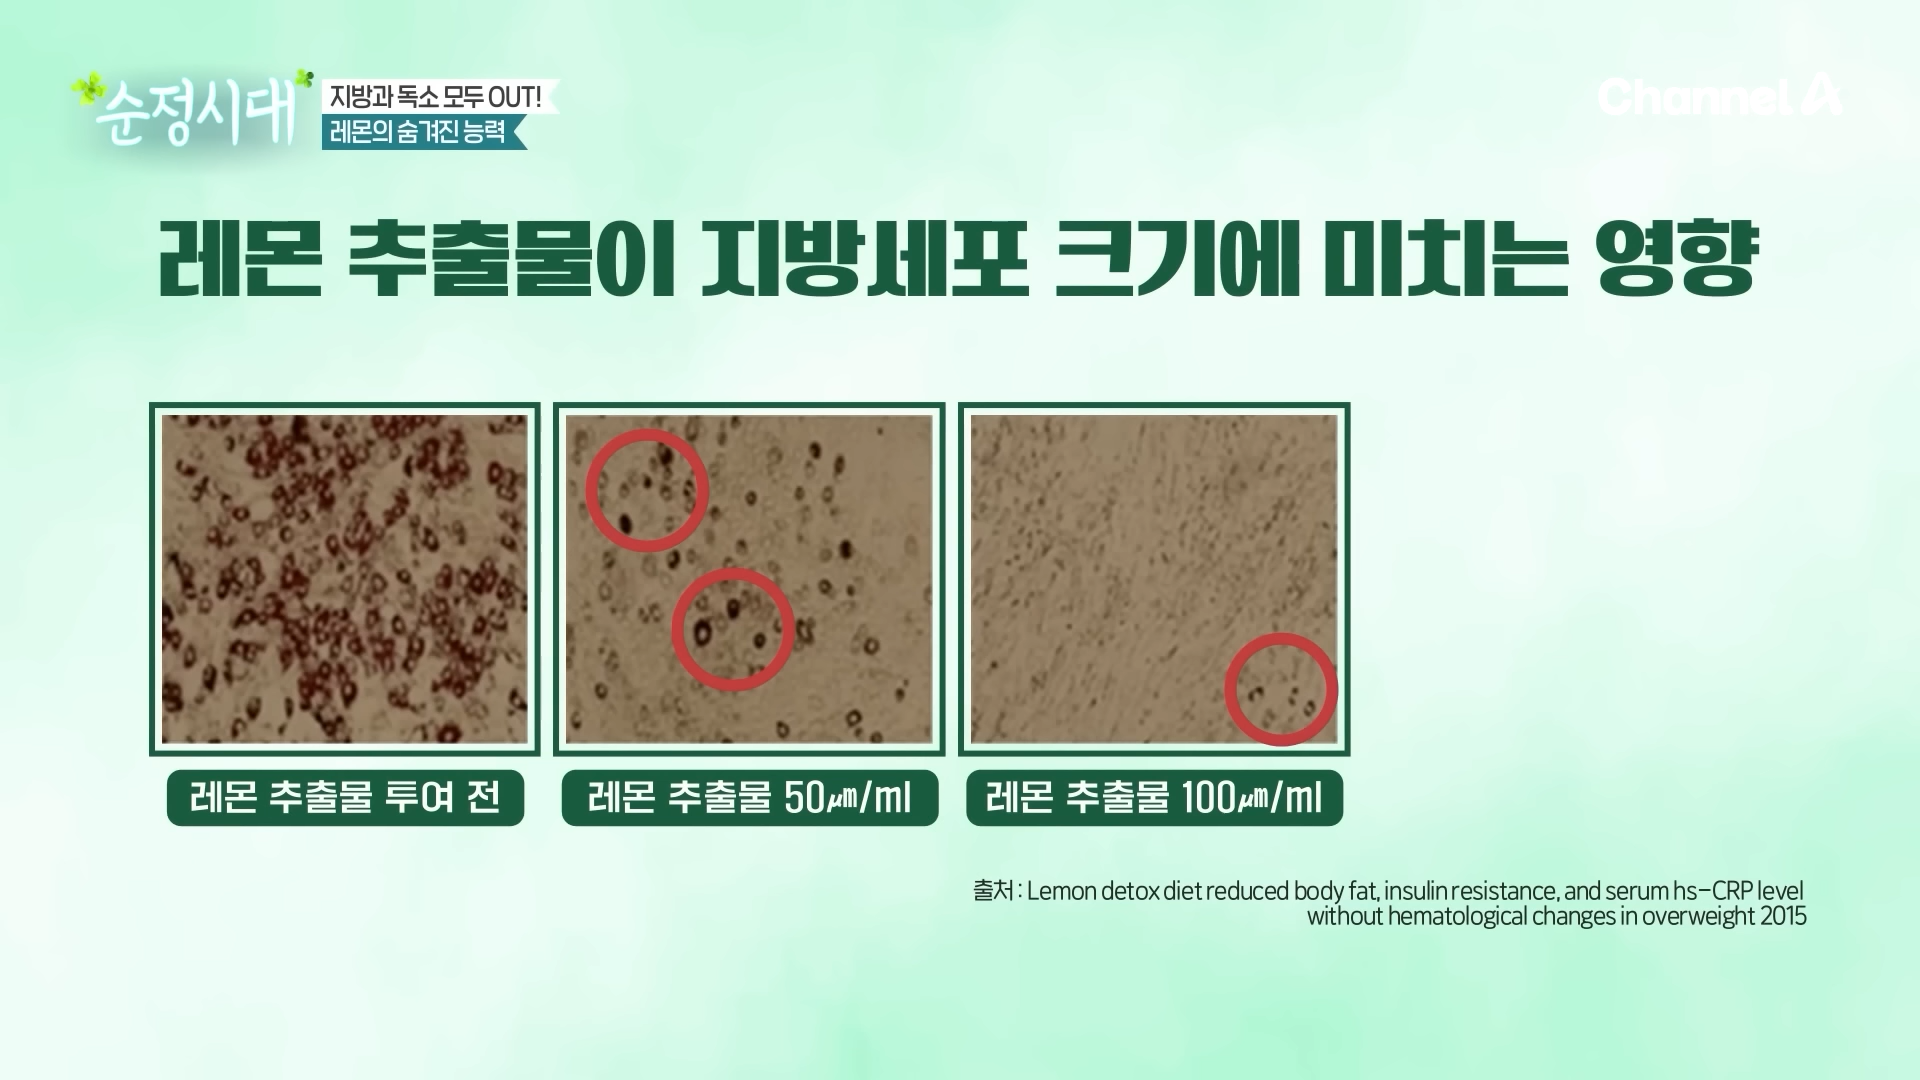 순정시대
지방과 독소 모두 OUT!
레몬의 숨겨진 능력
Channel A
레몬 추출물이 지방세포 크기에 미치는 영향
레몬 추출물 투여 전
레몬 추출물 50㎛/ml
레몬 추출물 100㎛/ml
출처 : Lemon detox diet reduced body fat, insulin resistance, and serum hs-CRP level
without hematological changes in overweight 2015